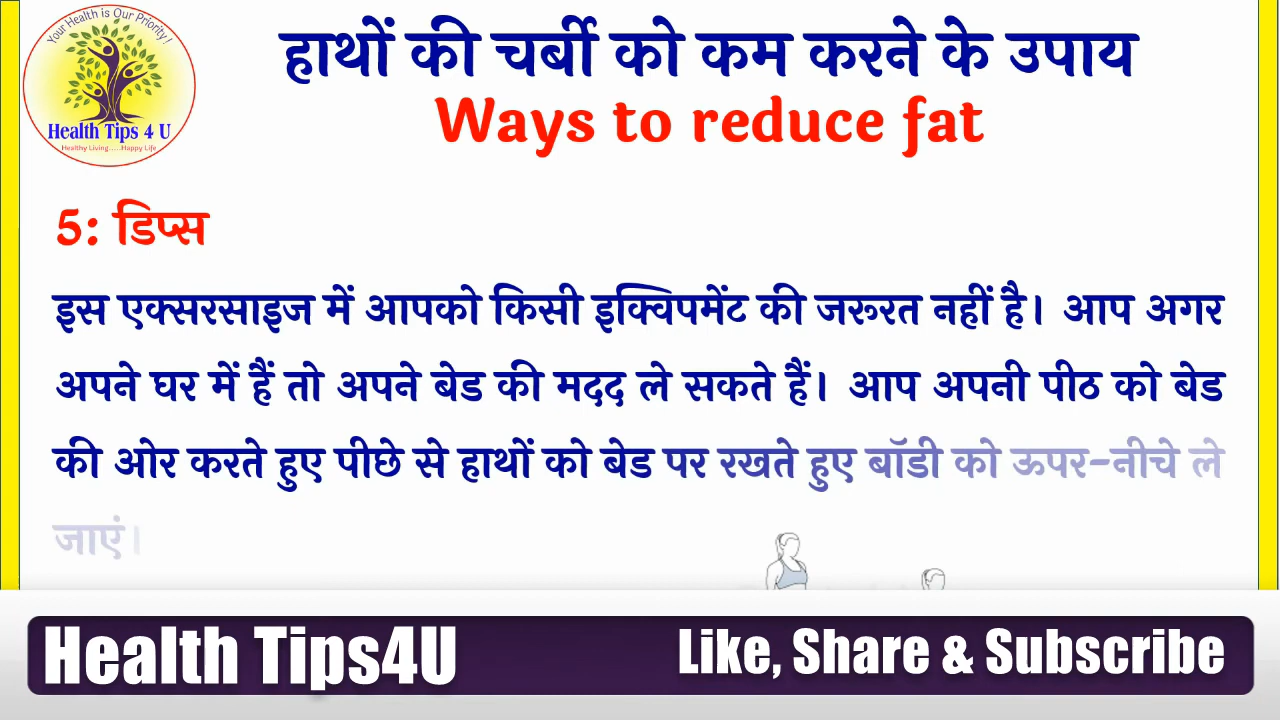 Your Health is Our Priority!
Health Tips 4 U
Healthy Living.....Happy Life
हाथों की चर्बी को कम करने के उपाय
Ways to reduce fat
5: डिप्स
इस एक्सरसाइज में आपको किसी इक्विपमेंट की जरूरत नहीं है। आप अगर
अपने घर में हैं तो अपने बेड की मदद ले सकते हैं। आप अपनी पीठ को बेड
की ओर करते हुए पीछे से हाथों को बेड पर रखते हुए बॉडी को ऊपर-नीचे ले
जाएं।
Health Tips4U
Like, Share & Subscribe